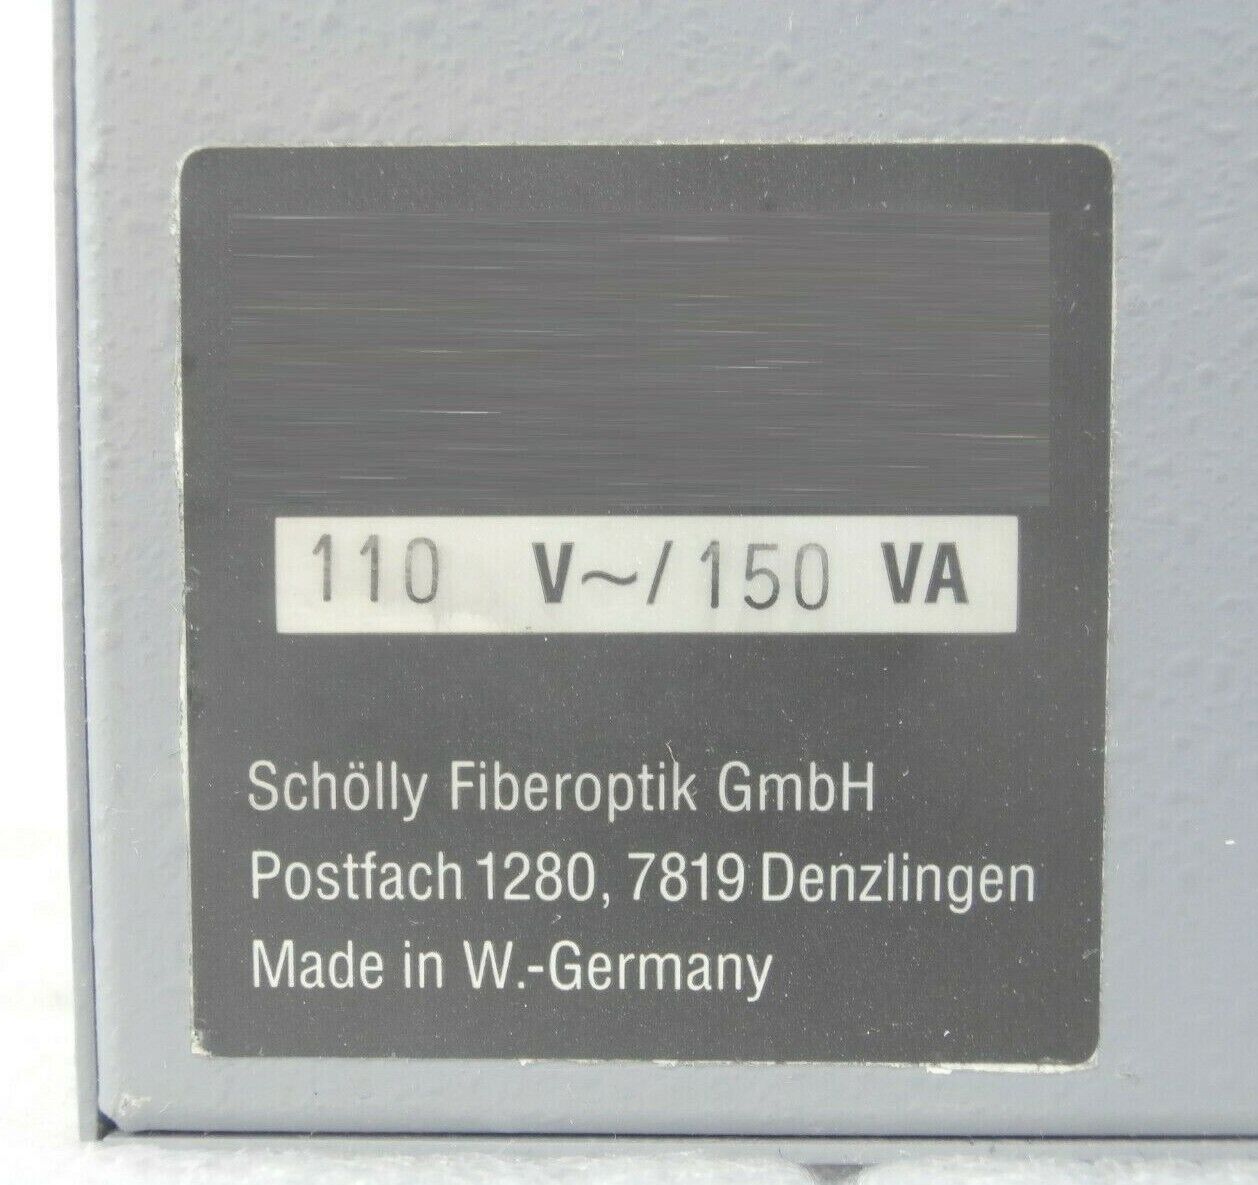 110 V~/150 VA
Schölly Fiberoptik GmbH
Postfach 1280, 7819 Denzlingen
Made in W.-Germany